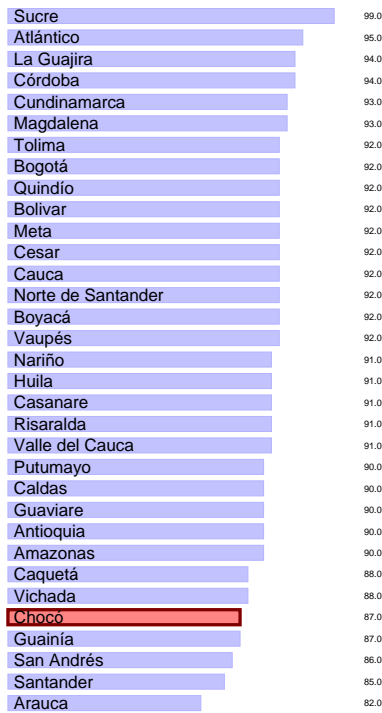 Sucre 99.0
Atlántico 95.0
La Guajira 94.0
Córdoba 94.0
Cundinamarca 93.0
Magdalena 93.0
Tolima 92.0
Bogotá 92.0
Quindío 92.0
Bolivar 92.0
Meta 92.0
Cesar 92.0
Cauca 92.0
Norte de Santander 92.0
Boyacá 92.0
Vaupés 92.0
Nariño 91.0
Huila 91.0
Casanare 91.0
Risaralda 91.0
Valle del Cauca 91.0
Putumayo 90.0
Caldas 90.0
Guaviare 90.0
Antioquia 90.0
Amazonas 90.0
Caquetá 88.0
Vichada 88.0
Chocó 87.0
Guainía 87.0
San Andrés 86.0
Santander 85.0
Arauca 82.0